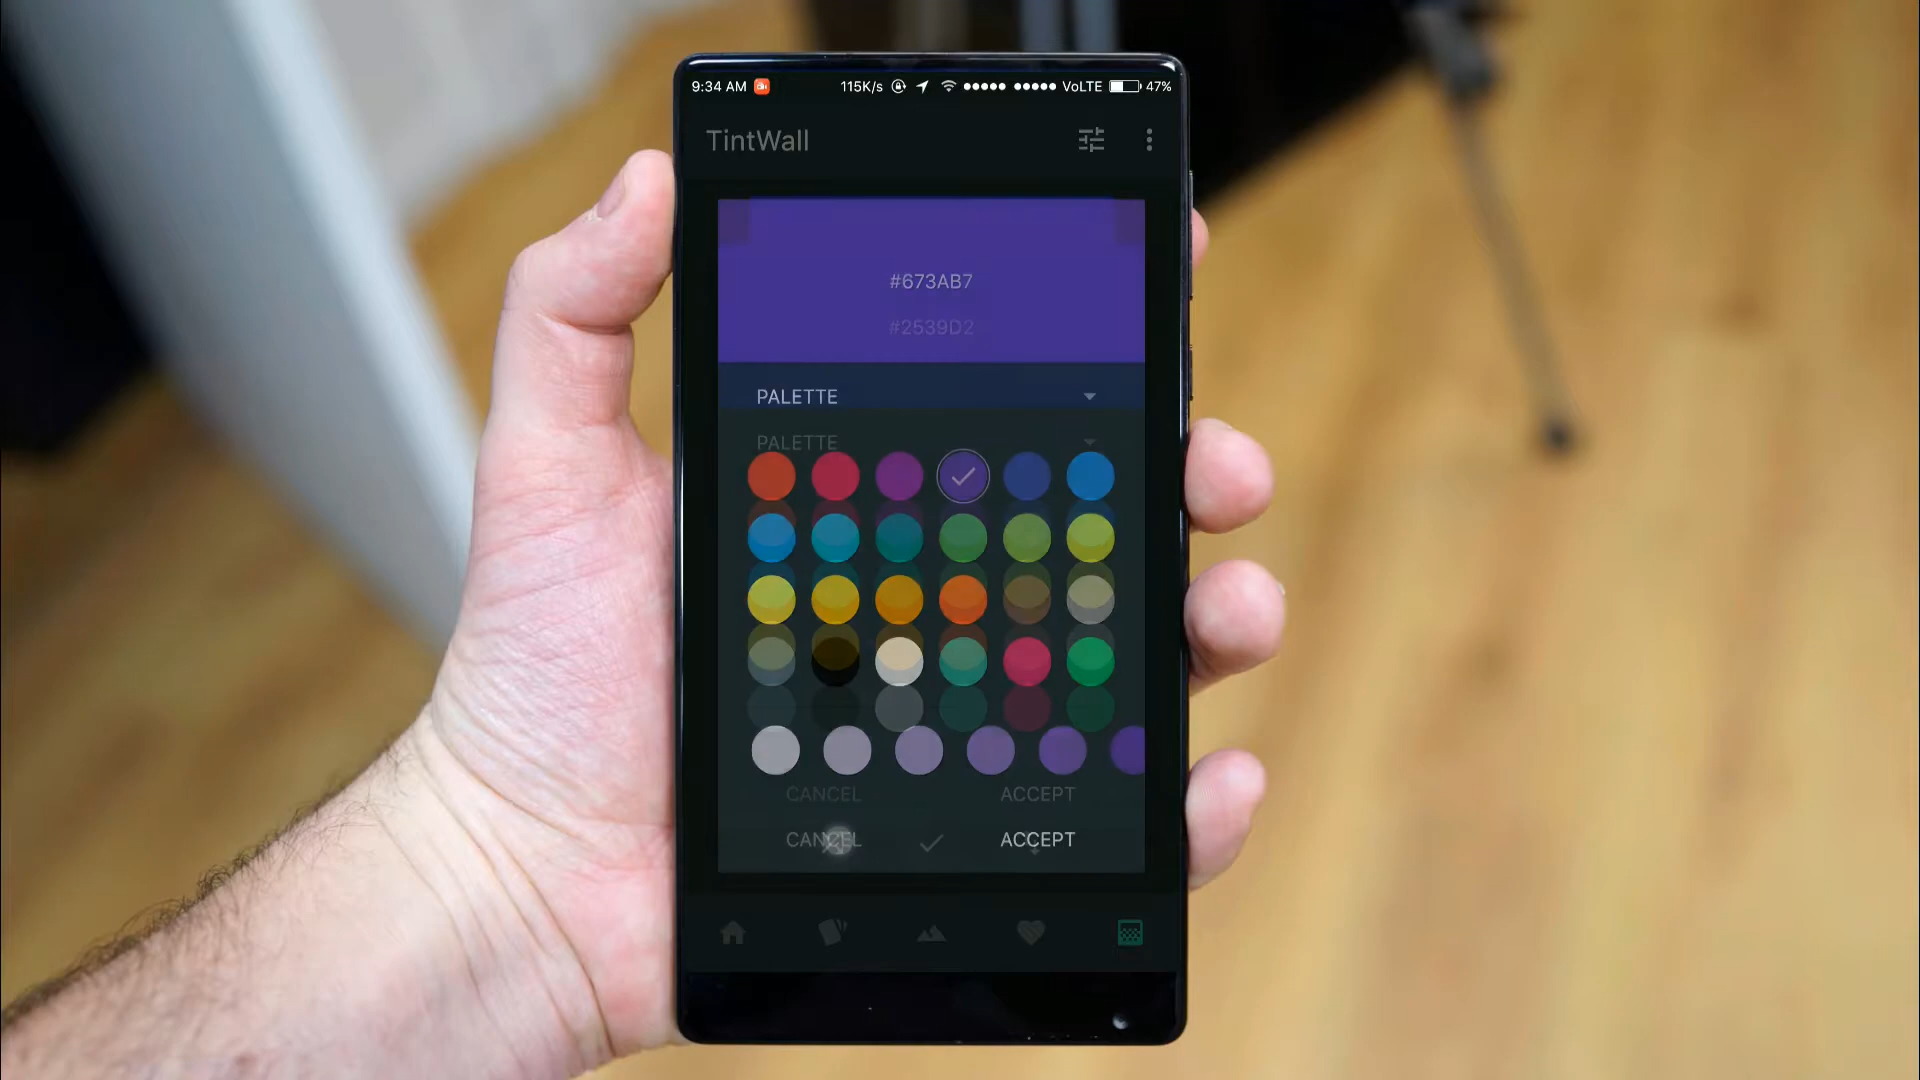 9:34 AM 115K/s VoLTE 47%
TintWall
#673AB7
#2539D2
PALETTE
PALETTE
CANCEL ACCEPT
CANCEL ACCEPT